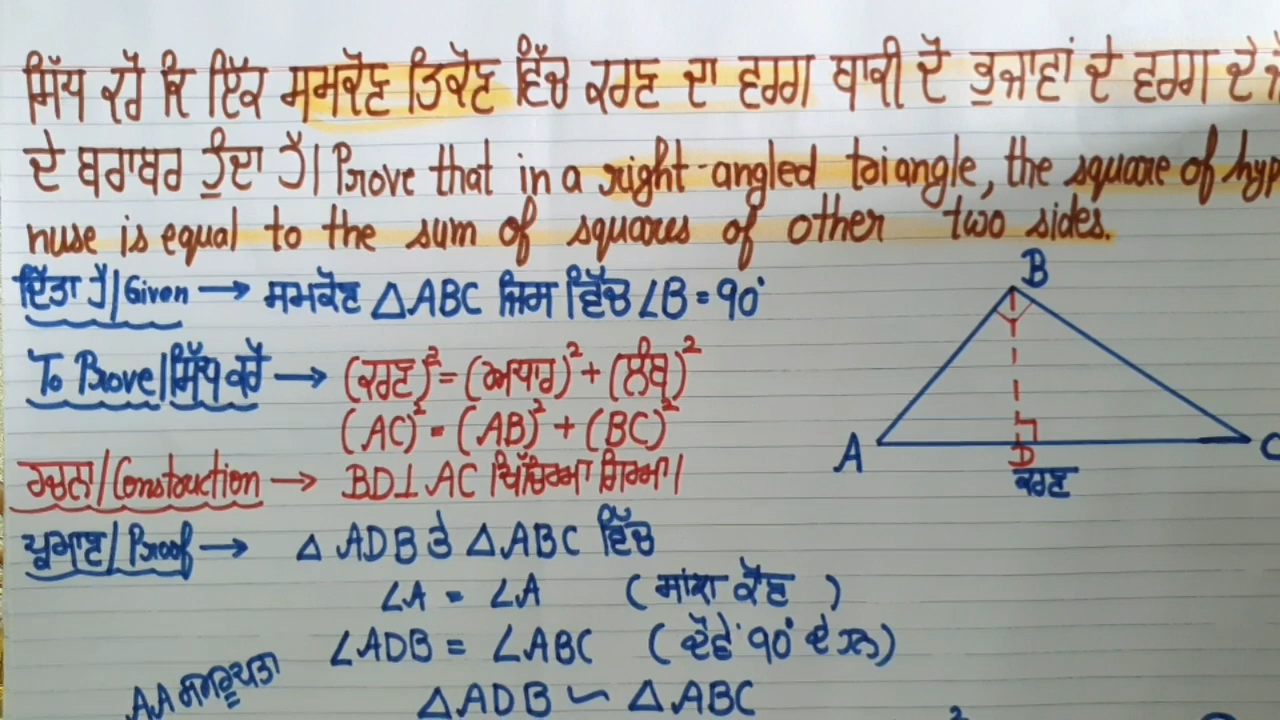 ਸਿੱਧ ਕਰੋ ਕਿ ਇੱਕ ਸਮਕੋਣ ਤਿਕੋਣ ਵਿੱਚ ਕਰਣ ਦਾ ਵਰਗ ਬਾਕੀ ਦੋ ਭੁਜਾਵਾਂ ਦੇ ਵਰਗ ਦੇ
ਦੇ ਬਰਾਬਰ ਹੁੰਦਾ ਹੈ। Prove that in a right-angled triangle, the square of hyp
nuse is equal to the sum of squares of other two sides.
ਦਿੱਤਾ ਹੈ/Given → ਸਮਕੋਣ △ABC ਜਿਸ ਵਿੱਚ ∠B = 90°
To Prove/ਸਿੱਧ ਕਰੋ → (ਕਰਣ)² = (ਅਧਾਰ)² + (ਲੰਬ)²
(AC)² = (AB)² + (BC)²
ਰਚਨਾ/Construction → BD⊥AC ਖਿੱਚਿਆ ਗਿਆ।
ਪ੍ਰਮਾਣ/Proof → △ADB ਤੇ △ABC ਵਿੱਚ
∠A = ∠A (ਸਾਂਝਾ ਕੋਣ)
∠ADB = ∠ABC (ਦੋਵੇਂ 90° ਦੇ ਹਨ)
AA ਸਮਰੂਪਤਾ
△ADB ∽ △ABC
B
A
D
C
ਕਰਣ